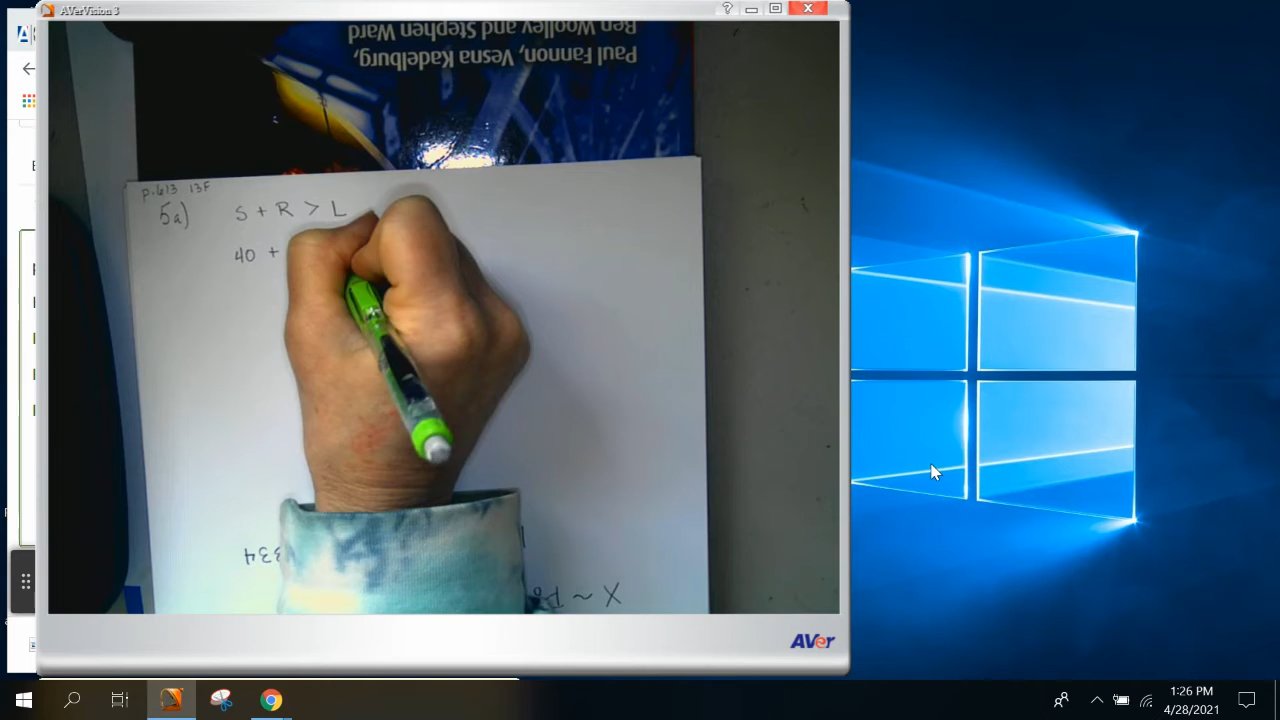 AVerVision 3
Ben Woolley and Stephen Ward
Paul Fannon, Vesna Kadelburg,
p.613 13F
5a) S + R > L
40 +
334
X ~ Po
AVer
1:26 PM
4/28/2021